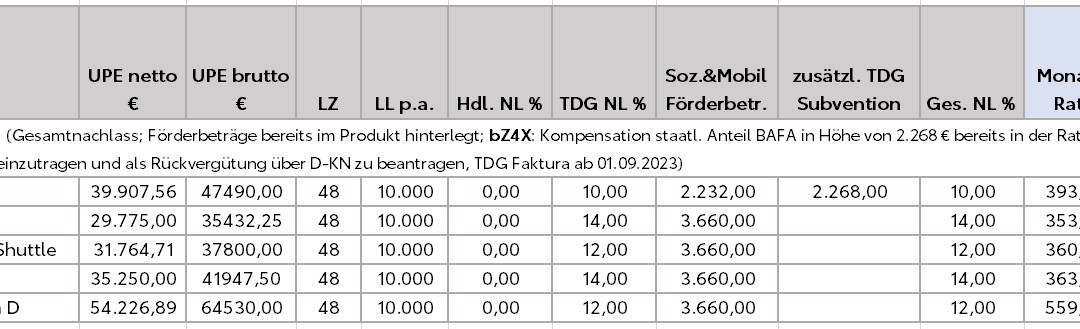 UPE netto € UPE brutto € LZ LL p.a. Hdl. NL % TDG NL % Soz.&Mobil Förderbetr. zusätzl. TDG Subvention Ges. NL % Mona Rat
(Gesamtnachlass; Förderbeträge bereits im Produkt hinterlegt; bZ4X: Kompensation staatl. Anteil BAFA in Höhe von 2.268 € bereits in der Rat
einzutragen und als Rückvergütung über D-KN zu beantragen, TDG Faktura ab 01.09.2023)
39.907,56 47490,00 48 10.000 0,00 10,00 2.232,00 2.268,00 10,00 393,
29.775,00 35432,25 48 10.000 0,00 14,00 3.660,00 14,00 353,
Shuttle 31.764,71 37800,00 48 10.000 0,00 12,00 3.660,00 12,00 360,
35.250,00 41947,50 48 10.000 0,00 14,00 3.660,00 14,00 363,
D 54.226,89 64530,00 48 10.000 0,00 12,00 3.660,00 12,00 559,